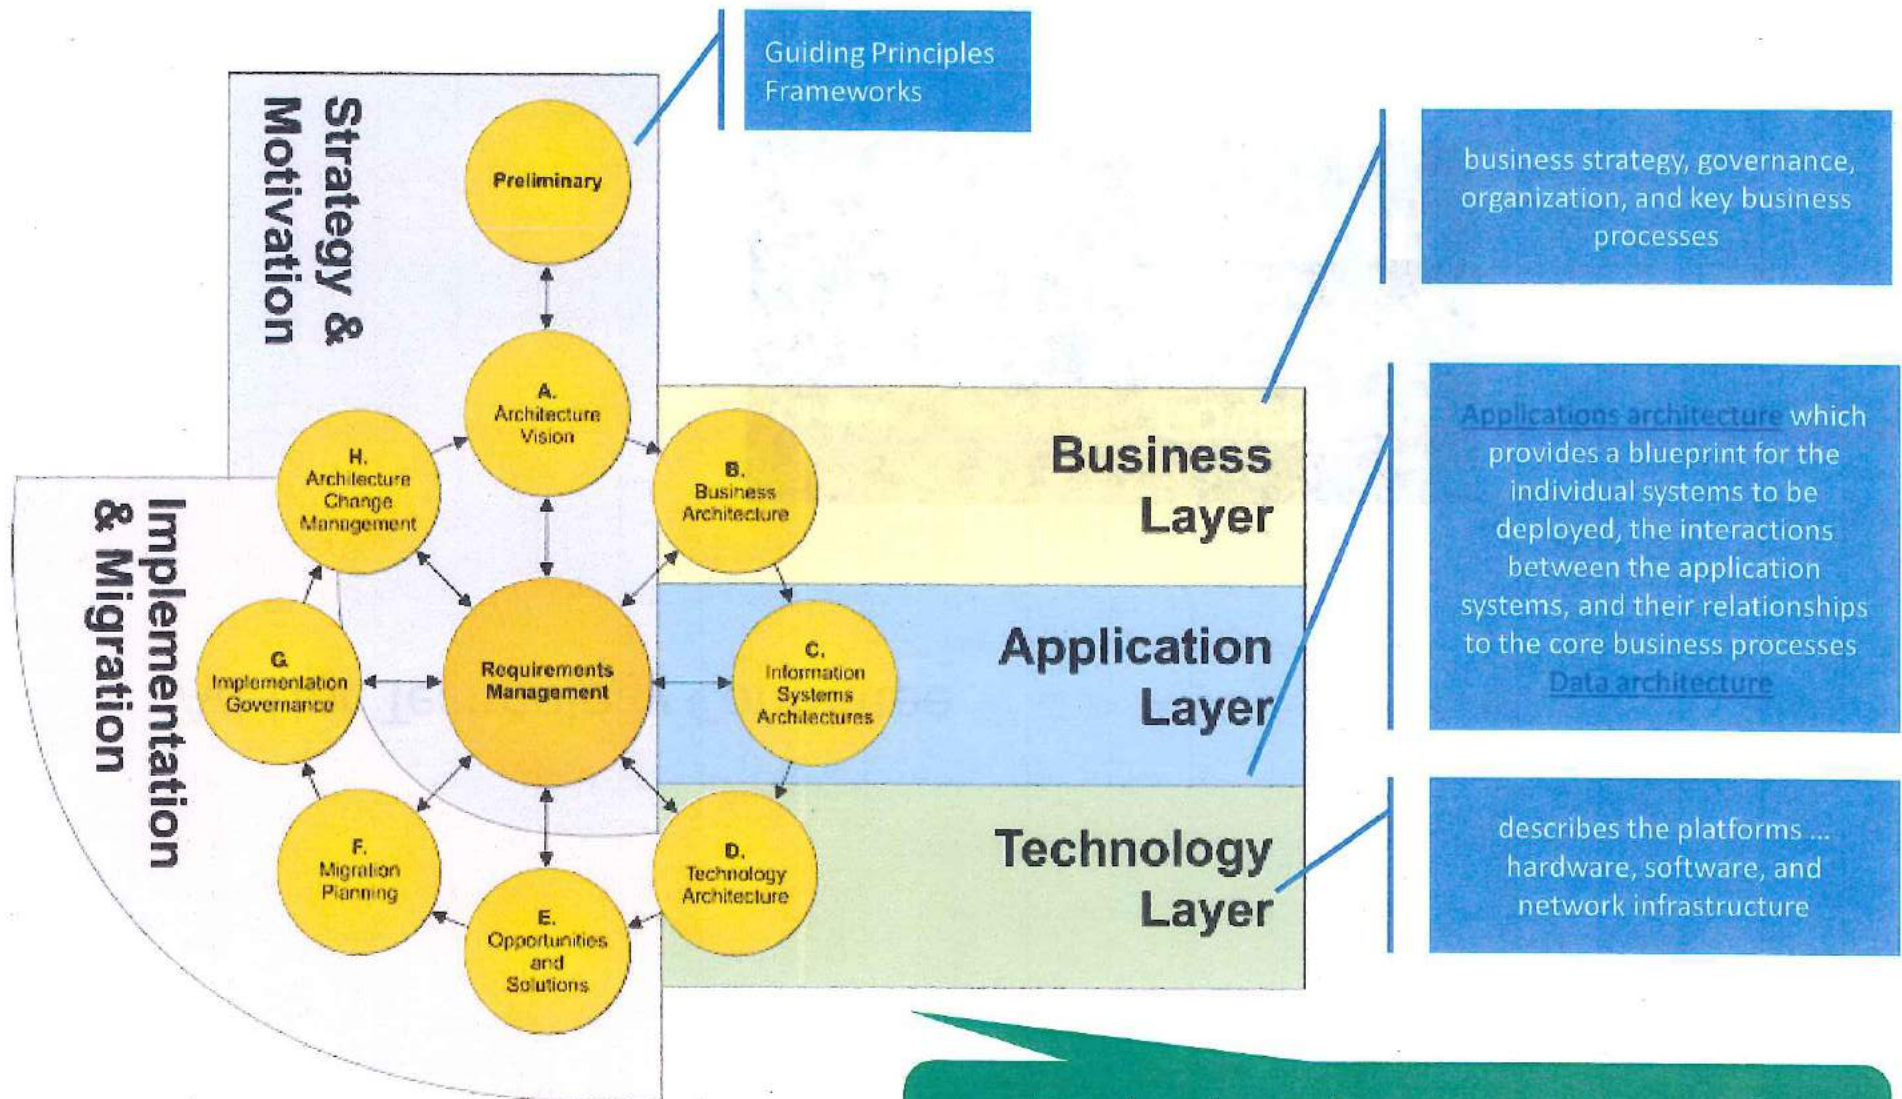 Guiding Principles
Frameworks
Strategy &
Motivation
Preliminary
A.
Architecture
Vision
B.
Business
Architecture
C.
Information
Systems
Architectures
D.
Technology
Architecture
E.
Opportunities
and
Solutions
F.
Migration
Planning
G.
Implementation
Governance
H.
Architecture
Change
Management
Requirements
Management
Implementation
& Migration
Business
Layer
Application
Layer
Technology
Layer
business strategy, governance,
organization, and key business
processes
Applications architecture which
provides a blueprint for the
individual systems to be
deployed, the interactions
between the application
systems, and their relationships
to the core business processes
Data architecture
describes the platforms ...
hardware, software, and
network infrastructure